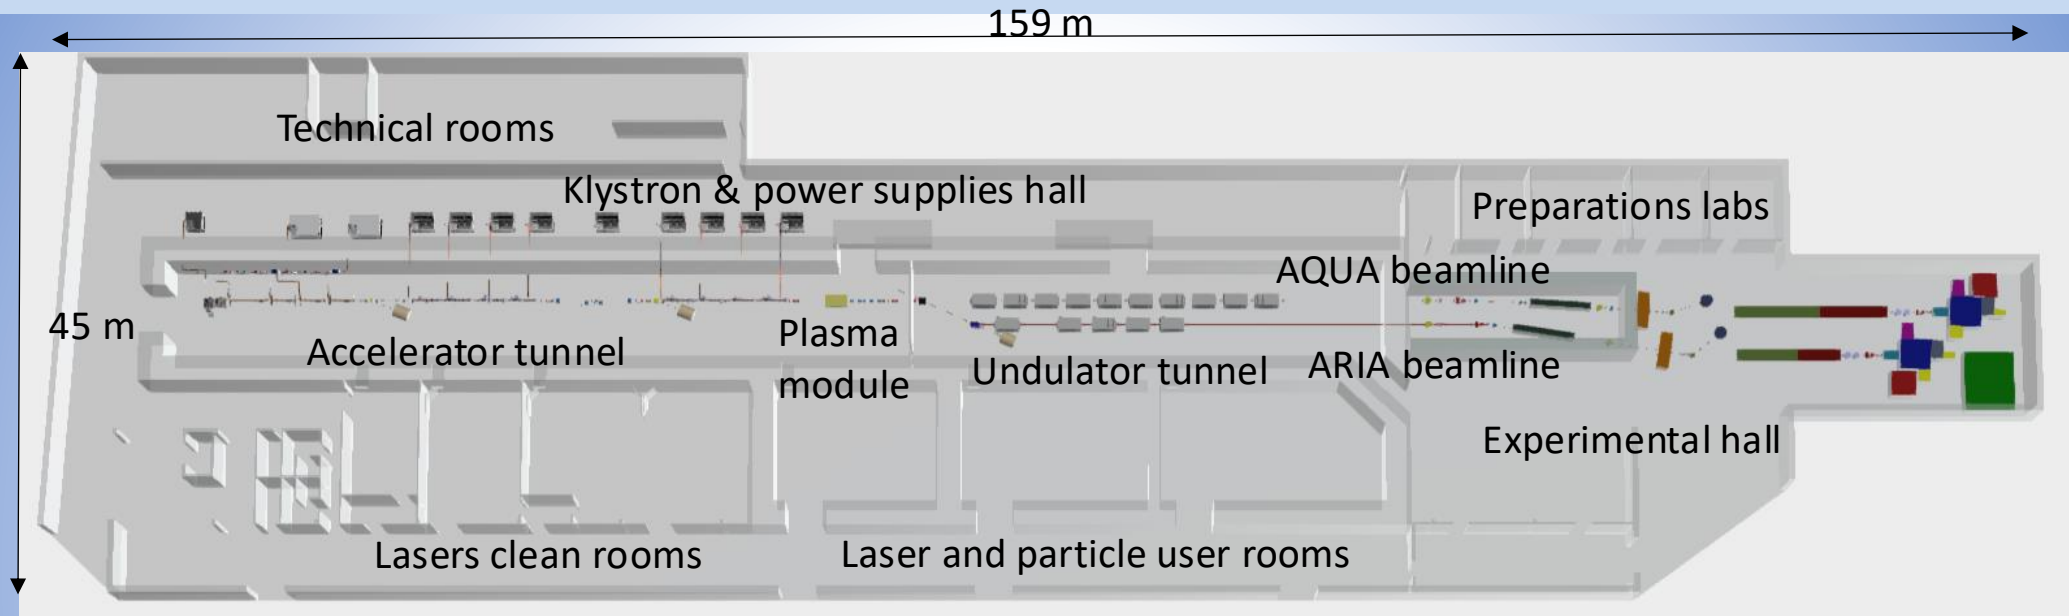 159 m
Technical rooms
Klystron & power supplies hall
Preparations labs
AQUA beamline
45 m
Accelerator tunnel
Plasma
module
Undulator tunnel
ARIA beamline
Experimental hall
Lasers clean rooms
Laser and particle user rooms